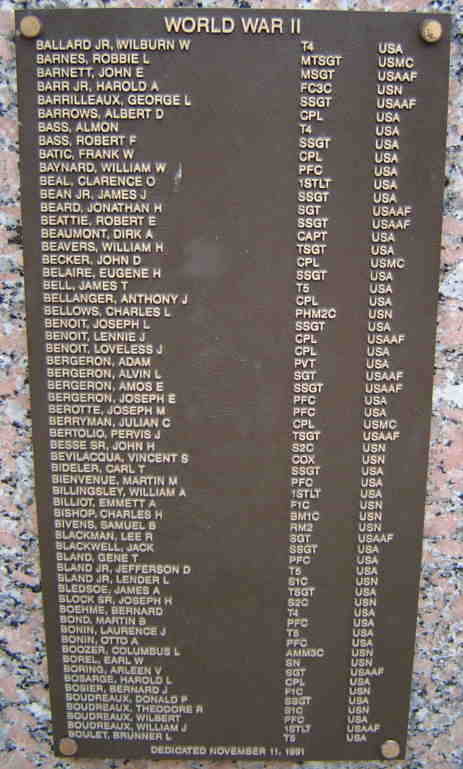 WORLD WAR II
BALLARD JR, WILBURN W T4 USA
BARNES, ROBBIE L MTSGT USMC
BARNETT, JOHN E MSGT USAAF
BARR JR, HAROLD A FC3C USN
BARRILLEAUX, GEORGE L SSGT USAAF
BARROWS, ALBERT D CPL USA
BASS, ALMON T4 USA
BASS, ROBERT F SSGT USA
BATIC, FRANK W CPL USA
BAYNARD, WILLIAM W PFC USA
BEAL, CLARENCE O 1STLT USA
BEAN JR, JAMES J SSGT USA
BEARD, JONATHAN H SGT USAAF
BEATTIE, ROBERT E SSGT USAAF
BEAUMONT, DIRK A CAPT USA
BEAVERS, WILLIAM H TSGT USA
BECKER, JOHN D CPL USMC
BELAIRE, EUGENE H SSGT USA
BELL, JAMES T T5 USA
BELLANGER, ANTHONY J CPL USA
BELLOWS, CHARLES L PHM2C USN
BENOIT, JOSEPH L SSGT USA
BENOIT, LENNIE J CPL USAAF
BENOIT, LOVELESS J CPL USA
BERGERON, ADAM PVT USA
BERGERON, ALVIN L SGT USAAF
BERGERON, AMOS E SSGT USAAF
BERGERON, JOSEPH E PFC USA
BEROTTE, JOSEPH M PFC USA
BERRYMAN, JULIAN C CPL USMC
BERTOLIO, PERVIS J TSGT USAAF
BESSE SR, JOHN H S2C USN
BEVILACQUA, VINCENT S COX USN
BIDELER, CARL T SSGT USA
BIENVENUE, MARTIN M PFC USA
BILLINGSLEY, WILLIAM A 1STLT USA
BILLIOT, EMMETT A F1C USN
BISHOP, CHARLES H BM1C USN
BIVENS, SAMUEL B RM2 USN
BLACKMAN, LEE R SGT USAAF
BLACKWELL, JACK SSGT USA
BLAND, GENE T PFC USA
BLAND JR, JEFFERSON D T5 USA
BLAND JR, LENDER L S1C USN
BLEDSOE, JAMES A TSGT USA
BLOCK SR, JOSEPH H S2C USN
BOEHME, BERNARD T4 USA
BOND, MARTIN B PFC USA
BONIN, LAURENCE J T5 USA
BONIN, OTTO A PFC USA
BOOZER, COLUMBUS L AMM3C USN
BOREL, EARL W SN USN
BORING, ARLEEN V SGT USAAF
BOSARGE, HAROLD L CPL USA
BOSIER, BERNARD J F1C USN
BOUDREAUX, DONALD P SSGT USA
BOUDREAUX, THEODORE R S1C USN
BOUDREAUX, WILBERT PFC USA
BOUDREAUX, WILLIAM J 1STLT USAAF
BOULET, BRUNNER L T5 USA
DEDICATED NOVEMBER 11, 1991